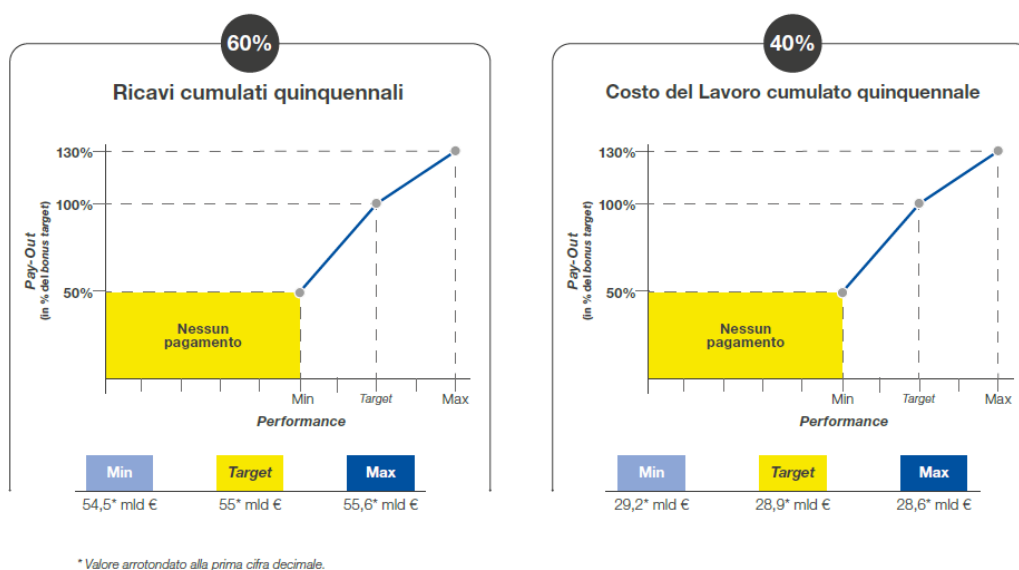 60%
Ricavi cumulati quinquennali
130%
100%
50%
Pay-Out
(in % del bonus target)
Nessun
pagamento
Min Target Max
Performance
Min Target Max
54,5* mld € 55* mld € 55,6* mld €
40%
Costo del Lavoro cumulato quinquennale
130%
100%
50%
Pay-Out
(in % del bonus target)
Nessun
pagamento
Min Target Max
Performance
Min Target Max
29,2* mld € 28,9* mld € 28,6* mld €
* Valore arrotondato alla prima cifra decimale.